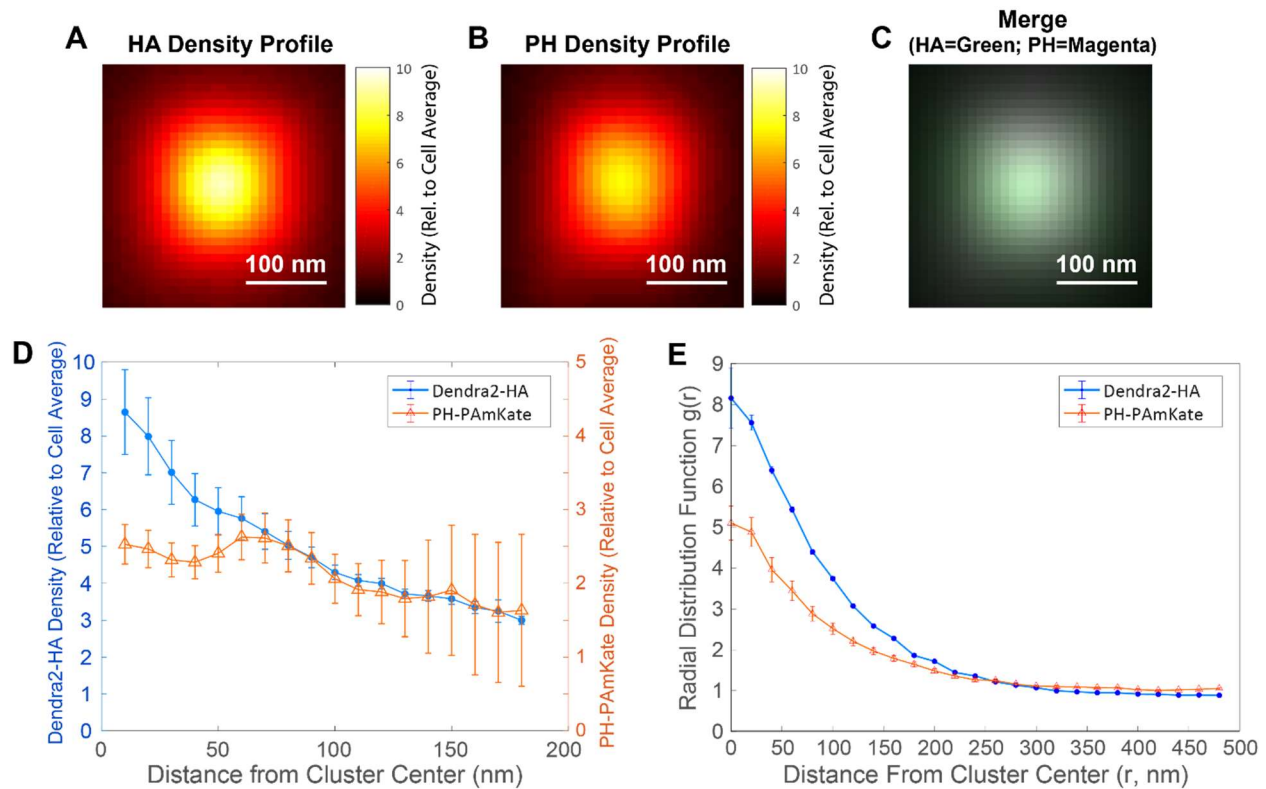 A
HA Density Profile
10
8
6
4
2
0
Density (Rel. to Cell Average)
100 nm
B
PH Density Profile
10
8
6
4
2
0
Density (Rel. to Cell Average)
100 nm
C
Merge
(HA=Green; PH=Magenta)
100 nm
D
Dendra2-HA Density (Relative to Cell Average)
10
9
8
7
6
5
4
3
2
1
0
Dendra2-HA
PH-PAmKate
5
4
3
2
1
0
PH-PAmKate Density (Relative to Cell Average)
0 50 100 150 200
Distance from Cluster Center (nm)
E
Radial Distribution Function g(r)
9
8
7
6
5
4
3
2
1
0
Dendra2-HA
PH-PAmKate
0 50 100 150 200 250 300 350 400 450 500
Distance From Cluster Center (r, nm)